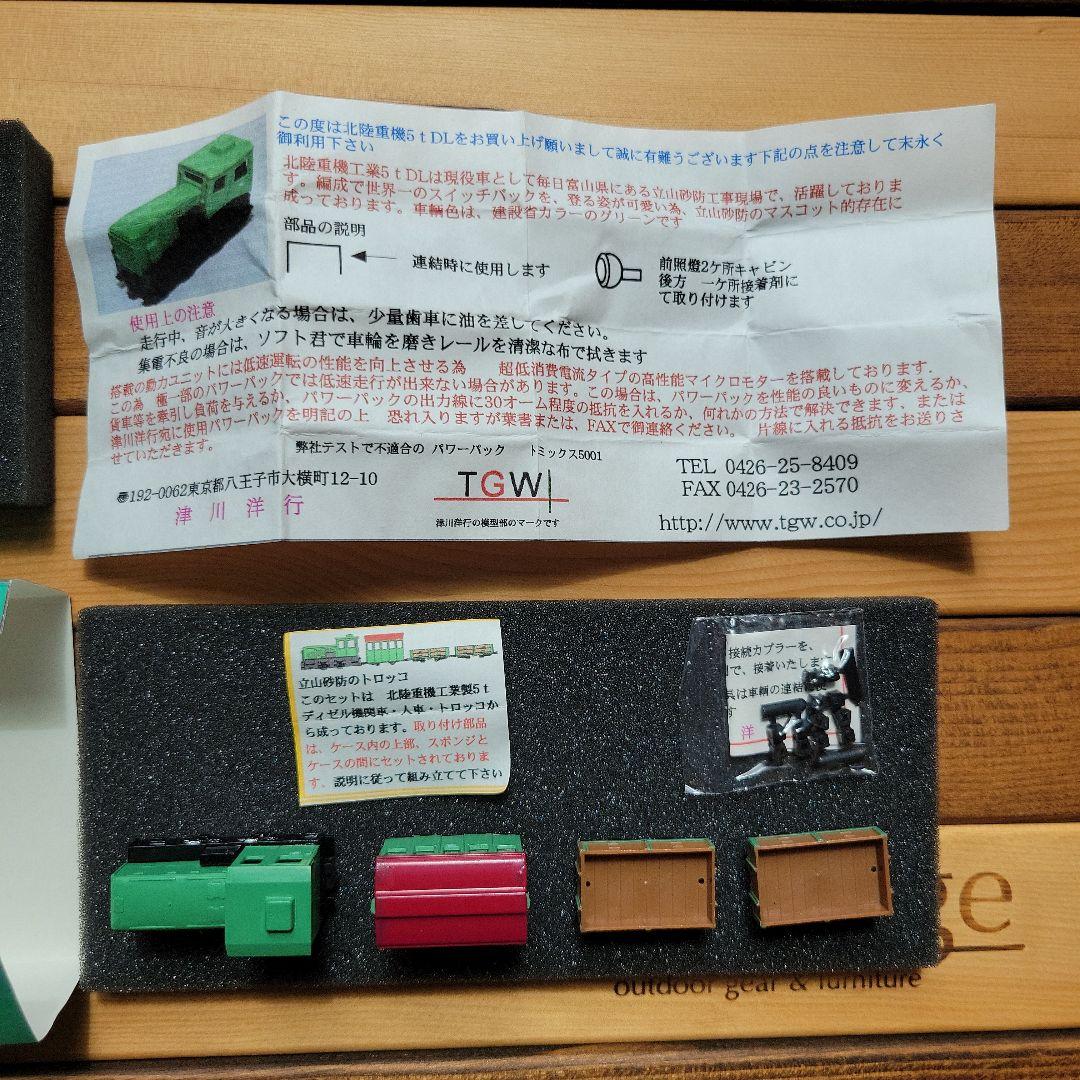 この度は北陸重機5tDLをお買い上げ願いまして誠に有難うございます下記の点を注意して末永く
御利用下さい
北陸重機工業5tDLは現役車として毎日富山県にある立山砂防工事現場で、活躍しておりま
す。編成で世界一のスイッチバックを、登る姿が可愛い為、立山砂防のマスコット的存在に
成っております。車輌色は、建設省カラーのグリーンです
部品の説明
連結時に使用します
前照燈2ケ所キャビン
後方 一ケ所接着剤に
て取り付けます
使用上の注意
走行中、音が大きくなる場合は、少量歯車に油を差してください。
集電不良の場合は、ソフト君で車輪を磨きレールを清潔な布で拭きます
搭載の動力ユニットには低速運転の性能を向上させる為 超低消費電流タイプの高性能マイクロモターを搭載しております.
この為 極一部のパワーパックでは低速走行が出来ない場合があります。この場合は、パワーパックを性能の良いものに変えるか、
貨車等を牽引し負荷を与えるか、パワーパックの出力線に30オーム程度の抵抗を入れるか、何れかの方法で解決できます、または
津川洋行宛に使用パワーパックを明記の上 恐れ入りますが葉書または、FAXで御連絡ください。 片線に入れる抵抗をお送りさ
せていただきます。
弊社テストで不適合の パワーパック トミックス5001
〠192-0062東京都八王子市大横町12-10
津川洋行
TGW
津川洋行の模型部のマークです
TEL 0426-25-8409
FAX 0426-23-2570
http://www.tgw.co.jp/
立山砂防のトロッコ
このセットは 北陸重機工業製5t
ディゼル機関車・人車・トロッコか
ら成っております。取り付け部品
は、ケース内の上部、スポンジと
ケースの間にセットされておりま
す. 説明に従って組み立てて下さい
接続カプラーを、
で、接着いたしま
は車輌の連結に
す
洋
ge
outdoor gear & furniture